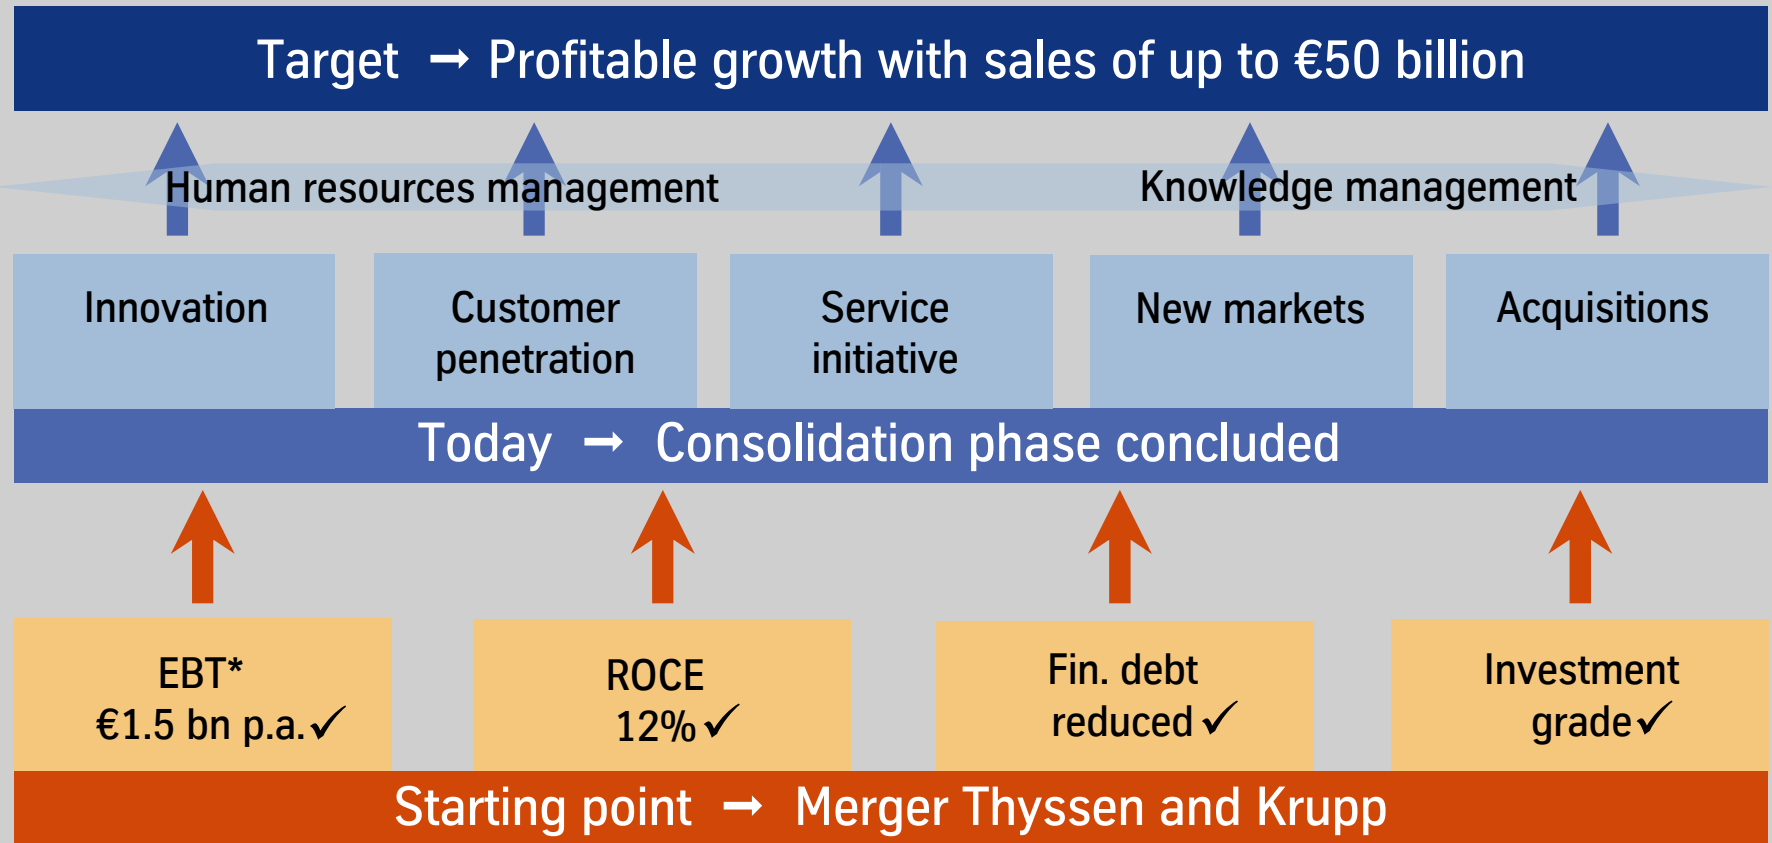 Target → Profitable growth with sales of up to €50 billion
Human resources management
Knowledge management
Innovation
Customer
penetration
Service
initiative
New markets
Acquisitions
Today → Consolidation phase concluded
EBT*
€1.5 bn p.a. ✓
ROCE
12% ✓
Fin. debt
reduced ✓
Investment
grade ✓
Starting point → Merger Thyssen and Krupp